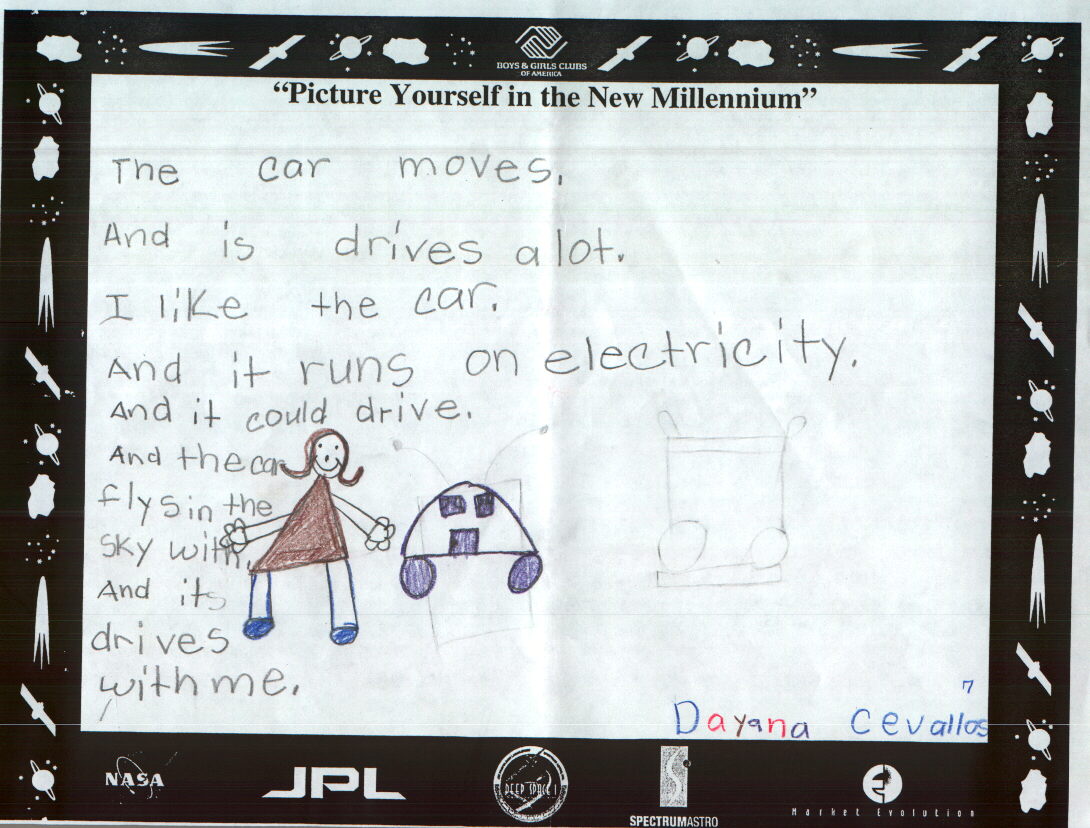 BOYS & GIRLS CLUBS
OF AMERICA
“Picture Yourself in the New Millennium”
The car moves.
And is drives a lot.
I like the car.
And it runs on electricity.
And it could drive.
And the car
flys in the
sky with.
And its
drives
with me.
7
Dayana Cevallos
NASA
JPL
DEEP SPACE 1
SPECTRUMASTRO
Market Evolution